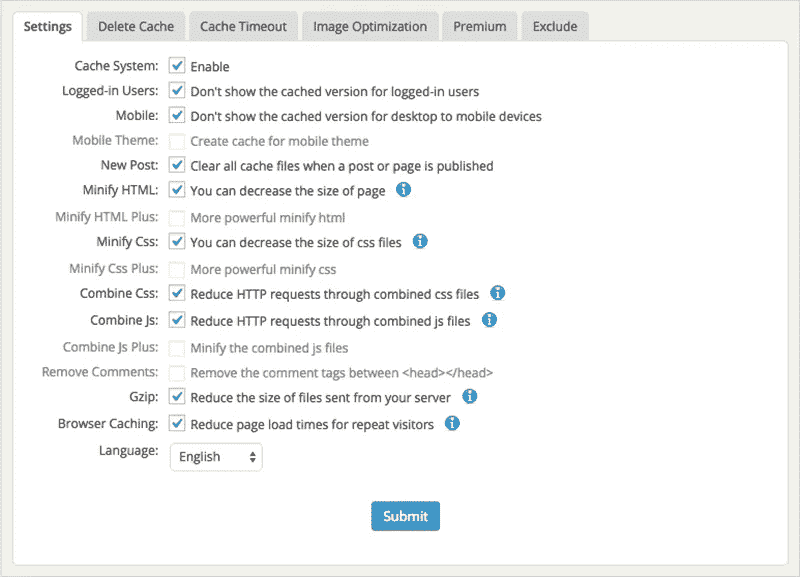 Settings Delete Cache Cache Timeout Image Optimization Premium Exclude
Cache System: Enable
Logged-in Users: Don't show the cached version for logged-in users
Mobile: Don't show the cached version for desktop to mobile devices
Mobile Theme: Create cache for mobile theme
New Post: Clear all cache files when a post or page is published
Minify HTML: You can decrease the size of page
Minify HTML Plus: More powerful minify html
Minify Css: You can decrease the size of css files
Minify Css Plus: More powerful minify css
Combine Css: Reduce HTTP requests through combined css files
Combine Js: Reduce HTTP requests through combined js files
Combine Js Plus: Minify the combined js files
Remove Comments: Remove the comment tags between <head></head>
Gzip: Reduce the size of files sent from your server
Browser Caching: Reduce page load times for repeat visitors
Language: English
Submit